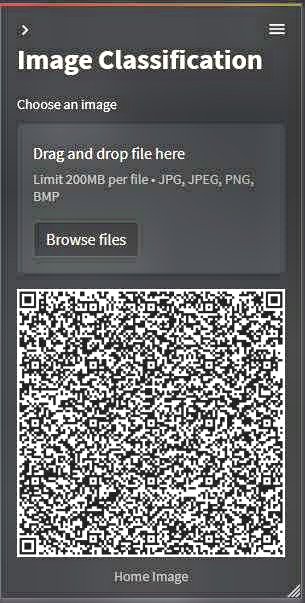 Image Classification
Choose an image
Drag and drop file here
Limit 200MB per file • JPG, JPEG, PNG,
BMP
Browse files
Home Image